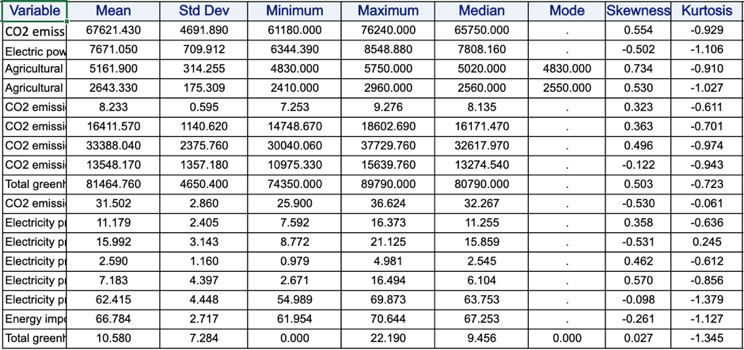 Variable Mean Std Dev Minimum Maximum Median Mode Skewness Kurtosis
CO2 emiss 67621.430 4691.890 61180.000 76240.000 65750.000 . 0.554 -0.929
Electric pow 7671.050 709.912 6344.390 8548.880 7808.160 . -0.502 -1.106
Agricultural 5161.900 314.255 4830.000 5750.000 5020.000 4830.000 0.734 -0.910
Agricultural 2643.330 175.309 2410.000 2960.000 2560.000 2550.000 0.530 -1.027
CO2 emissi 8.233 0.595 7.253 9.276 8.135 . 0.323 -0.611
CO2 emissi 16411.570 1140.620 14748.670 18602.690 16171.470 . 0.363 -0.701
CO2 emissi 33388.040 2375.760 30040.060 37729.760 32617.970 . 0.496 -0.974
CO2 emissi 13548.170 1357.180 10975.330 15639.760 13274.540 . -0.122 -0.943
Total greenh 81464.760 4650.400 74350.000 89790.000 80790.000 . 0.503 -0.723
CO2 emissi 31.502 2.860 25.900 36.624 32.267 . -0.530 -0.061
Electricity p 11.179 2.405 7.592 16.373 11.255 . 0.358 -0.636
Electricity p 15.992 3.143 8.772 21.125 15.859 . -0.531 0.245
Electricity p 2.590 1.160 0.979 4.981 2.545 . 0.462 -0.612
Electricity p 7.183 4.397 2.671 16.494 6.104 . 0.570 -0.856
Electricity p 62.415 4.448 54.989 69.873 63.753 . -0.098 -1.379
Energy impo 66.784 2.717 61.954 70.644 67.253 . -0.261 -1.127
Total greenh 10.580 7.284 0.000 22.190 9.456 0.000 0.027 -1.345